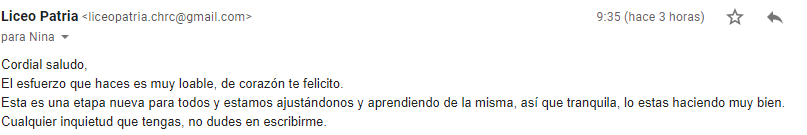 Liceo Patria <liceopatria.chrc@gmail.com> 9:35 (hace 3 horas)
para Nina
Cordial saludo,
El esfuerzo que haces es muy loable, de corazón te felicito.
Esta es una etapa nueva para todos y estamos ajustándonos y aprendiendo de la misma, así que tranquila, lo estas haciendo muy bien.
Cualquier inquietud que tengas, no dudes en escribirme.